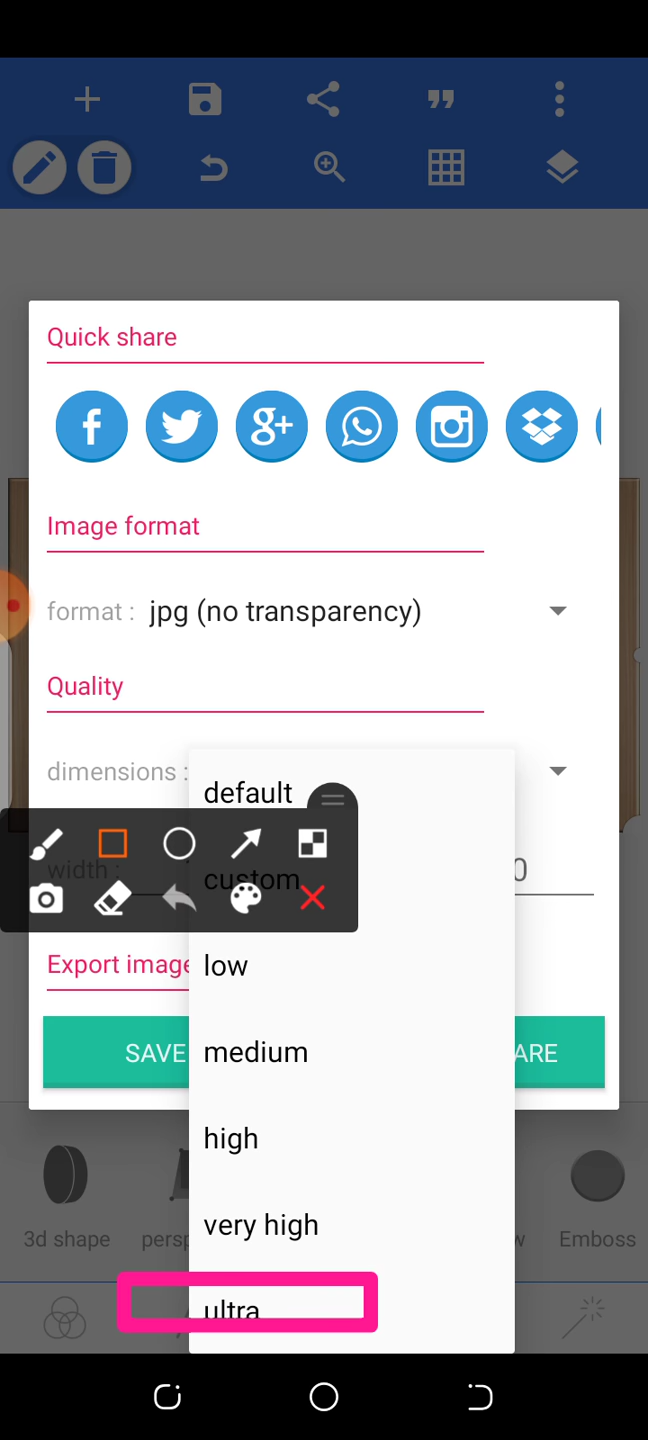 Quick share
Image format
format : jpg (no transparency)
Quality
dimensions :
default
custom
width :
0
low
Export image
medium
SAVE
ARE
high
very high
3d shape
persp
w
Emboss
ultra